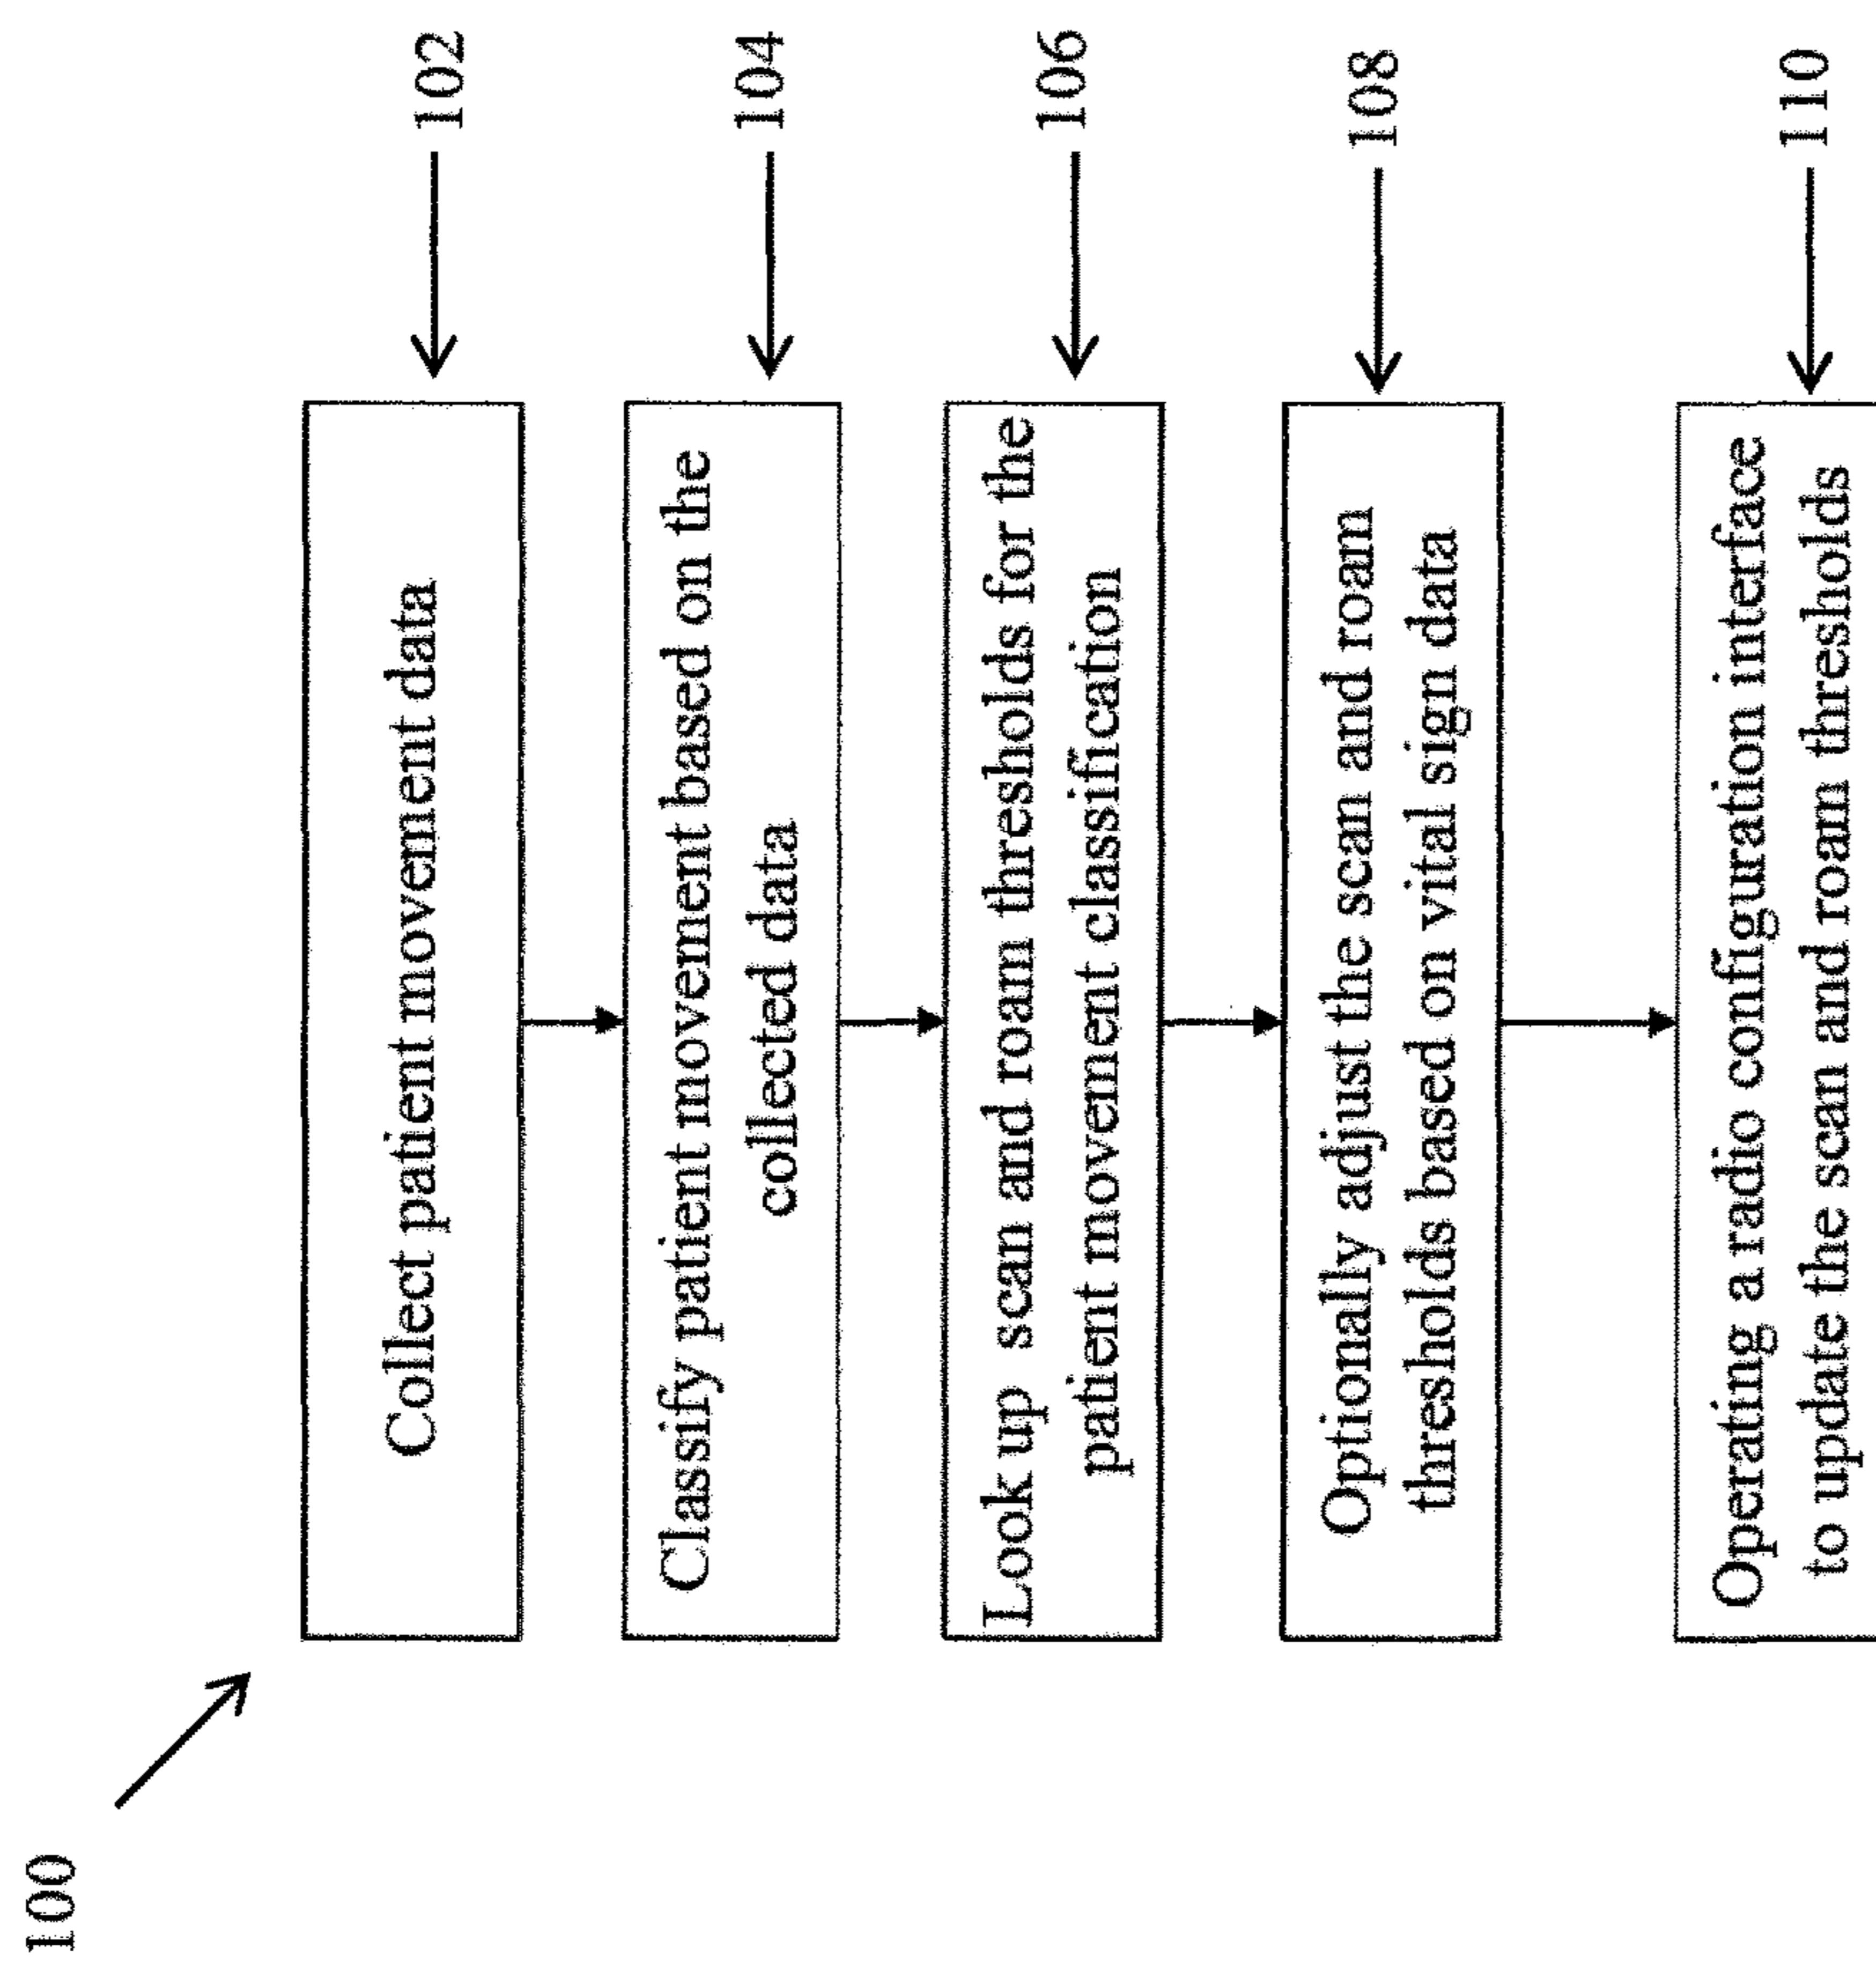 100
Collect patient movement data
102
Classify patient movement based on the
collected data
104
Look up scan and roam thresholds for the
patient movement classification
106
Optionally adjust the scan and roam
thresholds based on vital sign data
108
Operating a radio configuration interface
to update the scan and roam thresholds
110